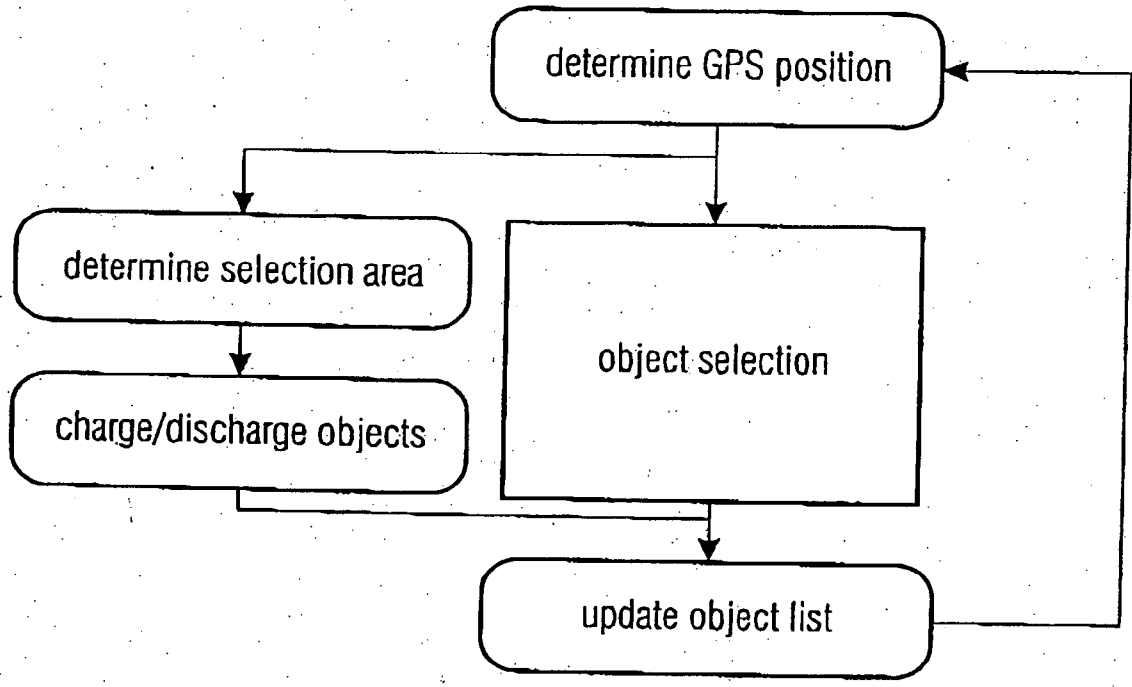 determine GPS position
determine selection area
object selection
charge/discharge objects
update object list